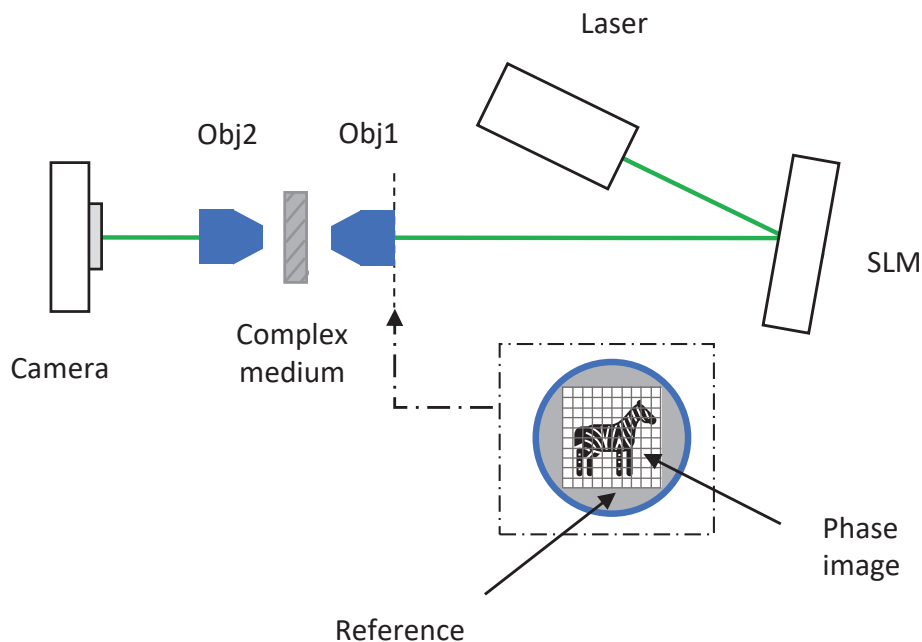 Laser
Obj2
Obj1
SLM
Complex
medium
Camera
Phase
image
Reference